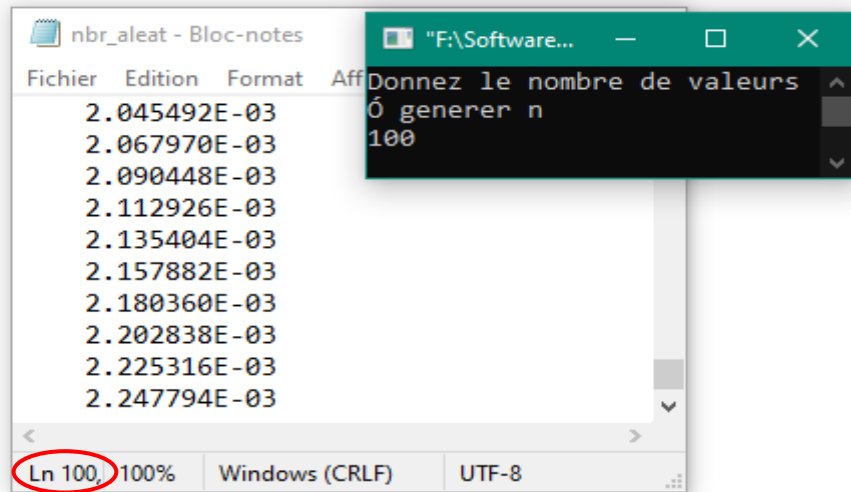 nbr_aleat - Bloc-notes
Fichier Edition Format Aff
2.045492E-03
2.067970E-03
2.090448E-03
2.112926E-03
2.135404E-03
2.157882E-03
2.180360E-03
2.202838E-03
2.225316E-03
2.247794E-03
Ln 100, 100% Windows (CRLF) UTF-8
"F:\Software...
Donnez le nombre de valeurs
Ó generer n
100